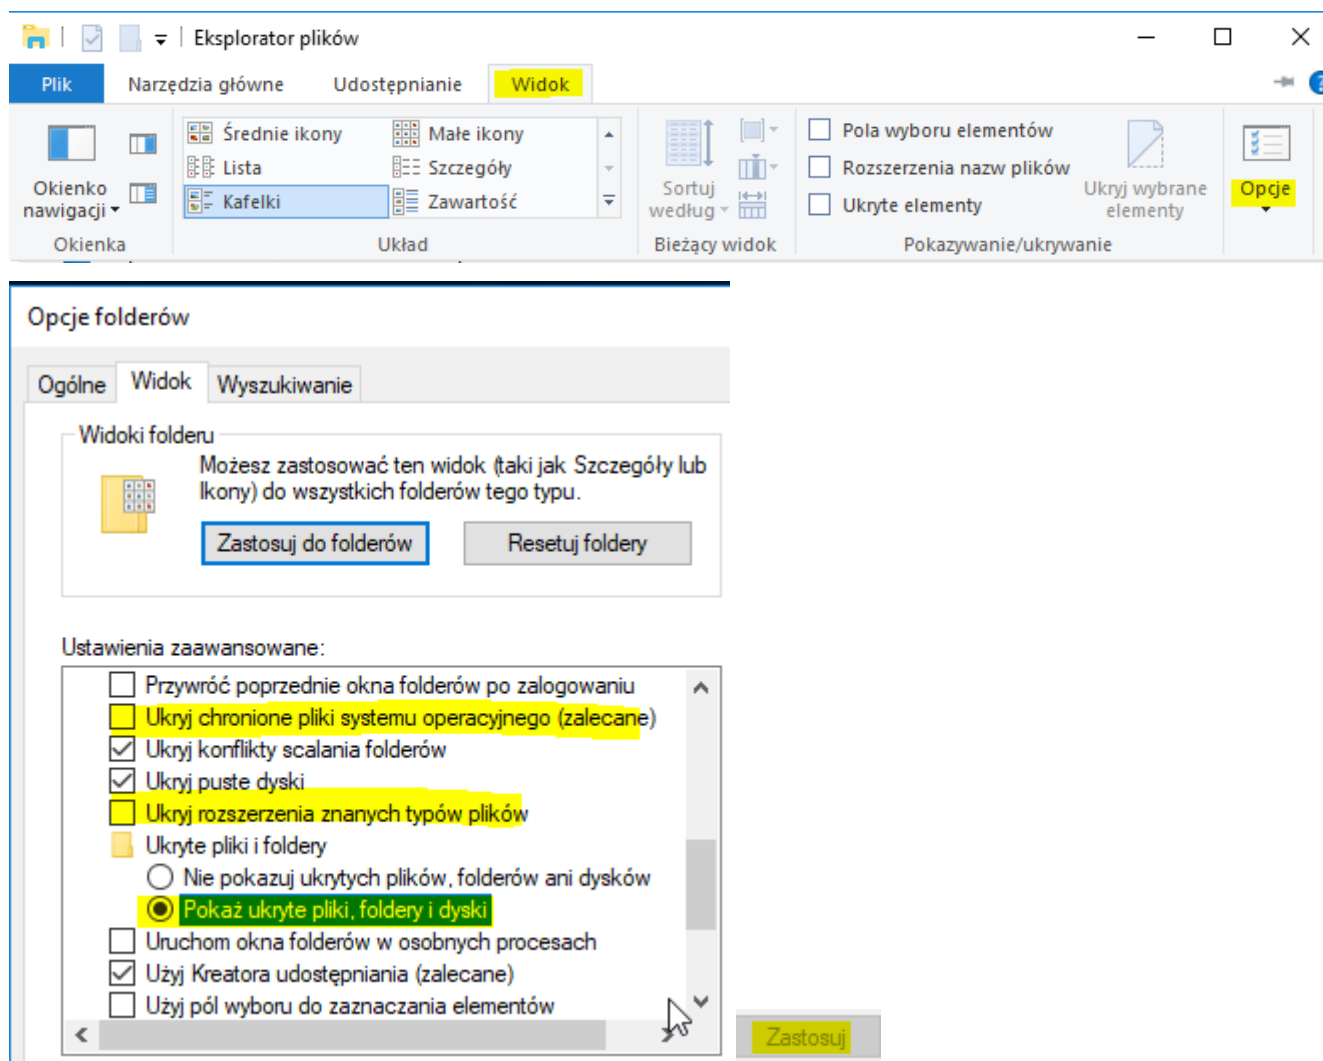 Eksplorator plików
Plik Narzędzia główne Udostępnianie Widok ?
Okienko nawigacji
Średnie ikony Małe ikony
Lista Szczegóły
Kafelki Zawartość
Sortuj według
Pola wyboru elementów
Rozszerzenia nazw plików
Ukryte elementy
Ukryj wybrane elementy
Opcje
Okienka Układ Bieżący widok Pokazywanie/ukrywanie
Opcje folderów
Ogólne Widok Wyszukiwanie
Widoki folderu
Możesz zastosować ten widok (taki jak Szczegóły lub
Ikony) do wszystkich folderów tego typu.
Zastosuj do folderów Resetuj foldery
Ustawienia zaawansowane:
Przywróć poprzednie okna folderów po zalogowaniu
Ukryj chronione pliki systemu operacyjnego (zalecane)
Ukryj konflikty scalania folderów
Ukryj puste dyski
Ukryj rozszerzenia znanych typów plików
Ukryte pliki i foldery
Nie pokazuj ukrytych plików, folderów ani dysków
Pokaż ukryte pliki, foldery i dyski
Uruchom okna folderów w osobnych procesach
Użyj Kreatora udostępniania (zalecane)
Użyj pól wyboru do zaznaczania elementów
Zastosuj